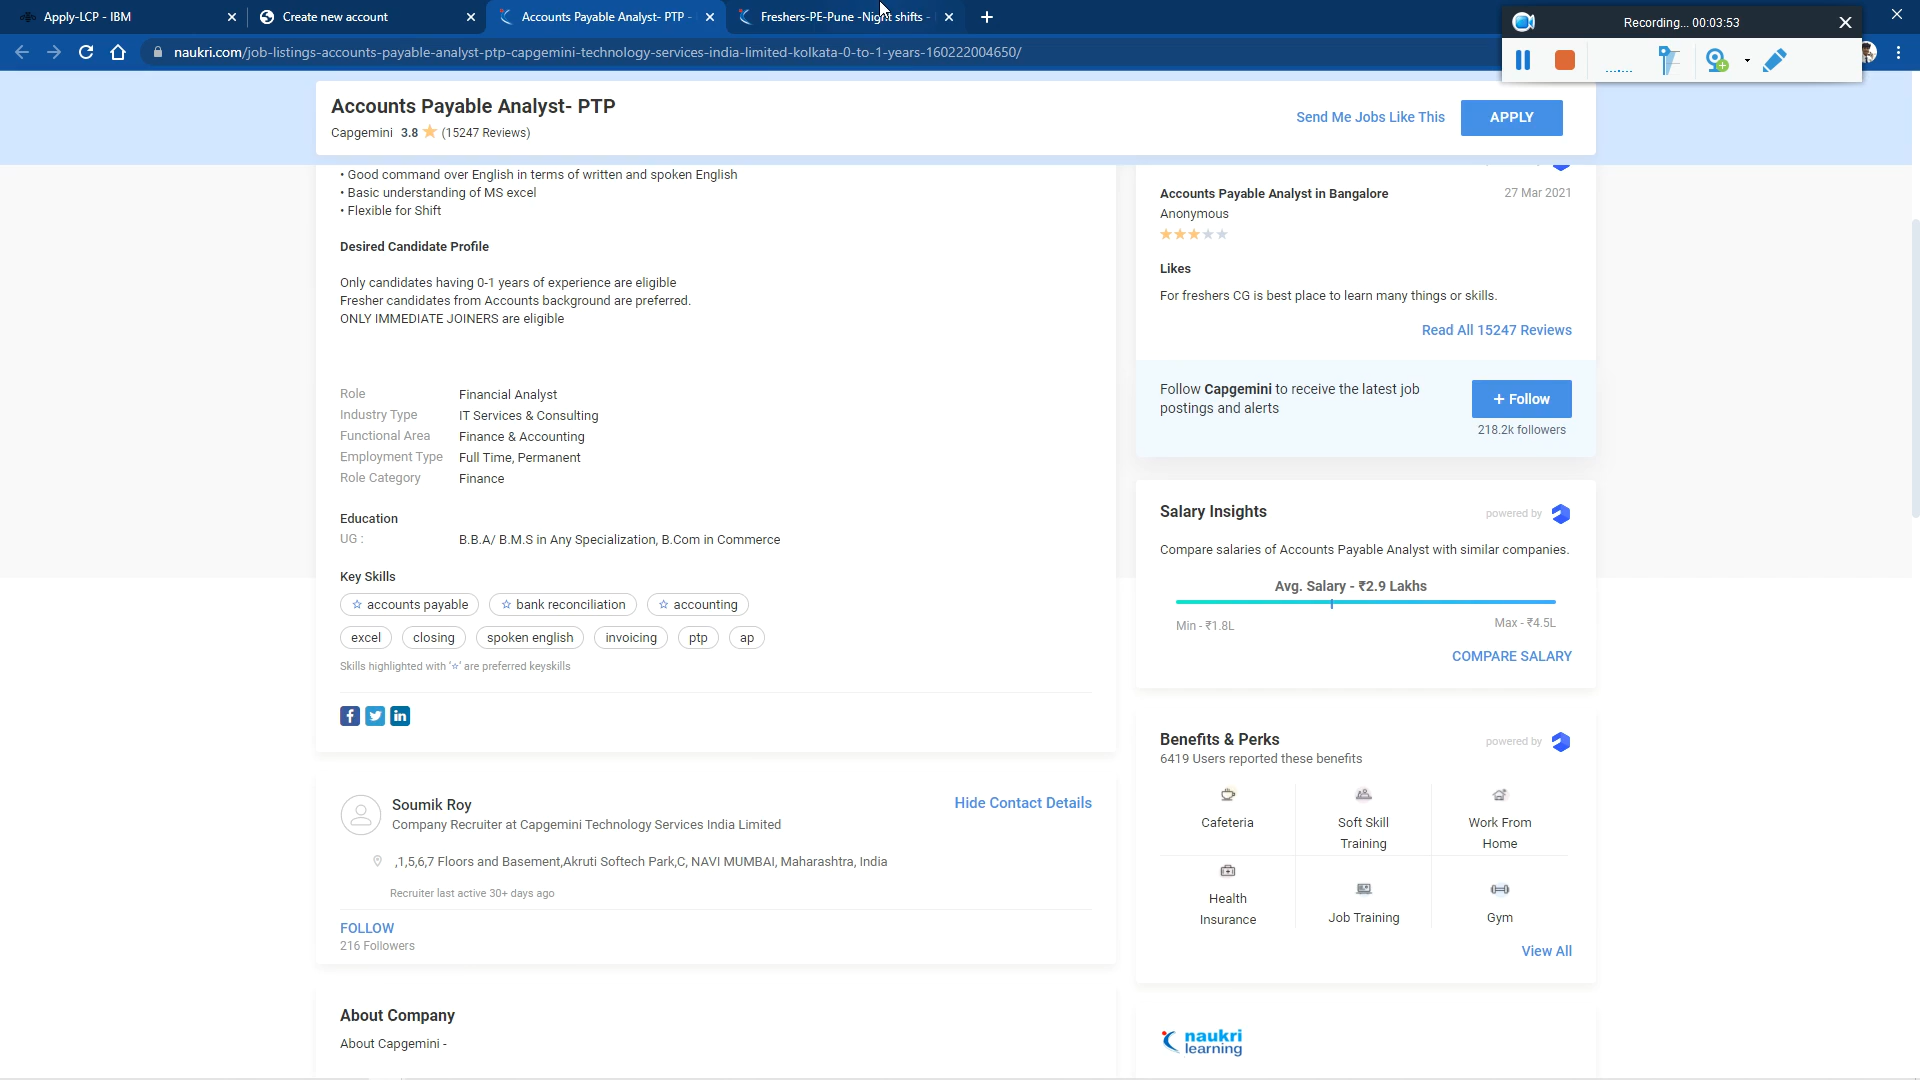 Apply-LCP - IBM
Create new account
Accounts Payable Analyst- PTP -
Freshers-PE-Pune -Night shifts -
Recording... 00:03:53
naukri.com/job-listings-accounts-payable-analyst-ptp-capgemini-technology-services-india-limited-kolkata-0-to-1-years-160222004650/
Accounts Payable Analyst- PTP
Capgemini 3.8 (15247 Reviews)
Send Me Jobs Like This
APPLY
• Good command over English in terms of written and spoken English
• Basic understanding of MS excel
• Flexible for Shift
Desired Candidate Profile
Only candidates having 0-1 years of experience are eligible
Fresher candidates from Accounts background are preferred.
ONLY IMMEDIATE JOINERS are eligible
Role Financial Analyst
Industry Type IT Services & Consulting
Functional Area Finance & Accounting
Employment Type Full Time, Permanent
Role Category Finance
Education
UG : B.B.A/ B.M.S in Any Specialization, B.Com in Commerce
Key Skills
accounts payable bank reconciliation accounting
excel closing spoken english invoicing ptp ap
Skills highlighted with '☆' are preferred keyskills
Soumik Roy
Hide Contact Details
Company Recruiter at Capgemini Technology Services India Limited
,1,5,6,7 Floors and Basement,Akruti Softech Park,C, NAVI MUMBAI, Maharashtra, India
Recruiter last active 30+ days ago
FOLLOW
216 Followers
About Company
About Capgemini -
Accounts Payable Analyst in Bangalore
27 Mar 2021
Anonymous
Likes
For freshers CG is best place to learn many things or skills.
Read All 15247 Reviews
Follow Capgemini to receive the latest job
postings and alerts
+ Follow
218.2k followers
Salary Insights
powered by
Compare salaries of Accounts Payable Analyst with similar companies.
Avg. Salary - ₹2.9 Lakhs
Min - ₹1.8L
Max - ₹4.5L
COMPARE SALARY
Benefits & Perks
powered by
6419 Users reported these benefits
Cafeteria
Soft Skill
Training
Work From
Home
Health
Insurance
Job Training
Gym
View All
naukri
learning